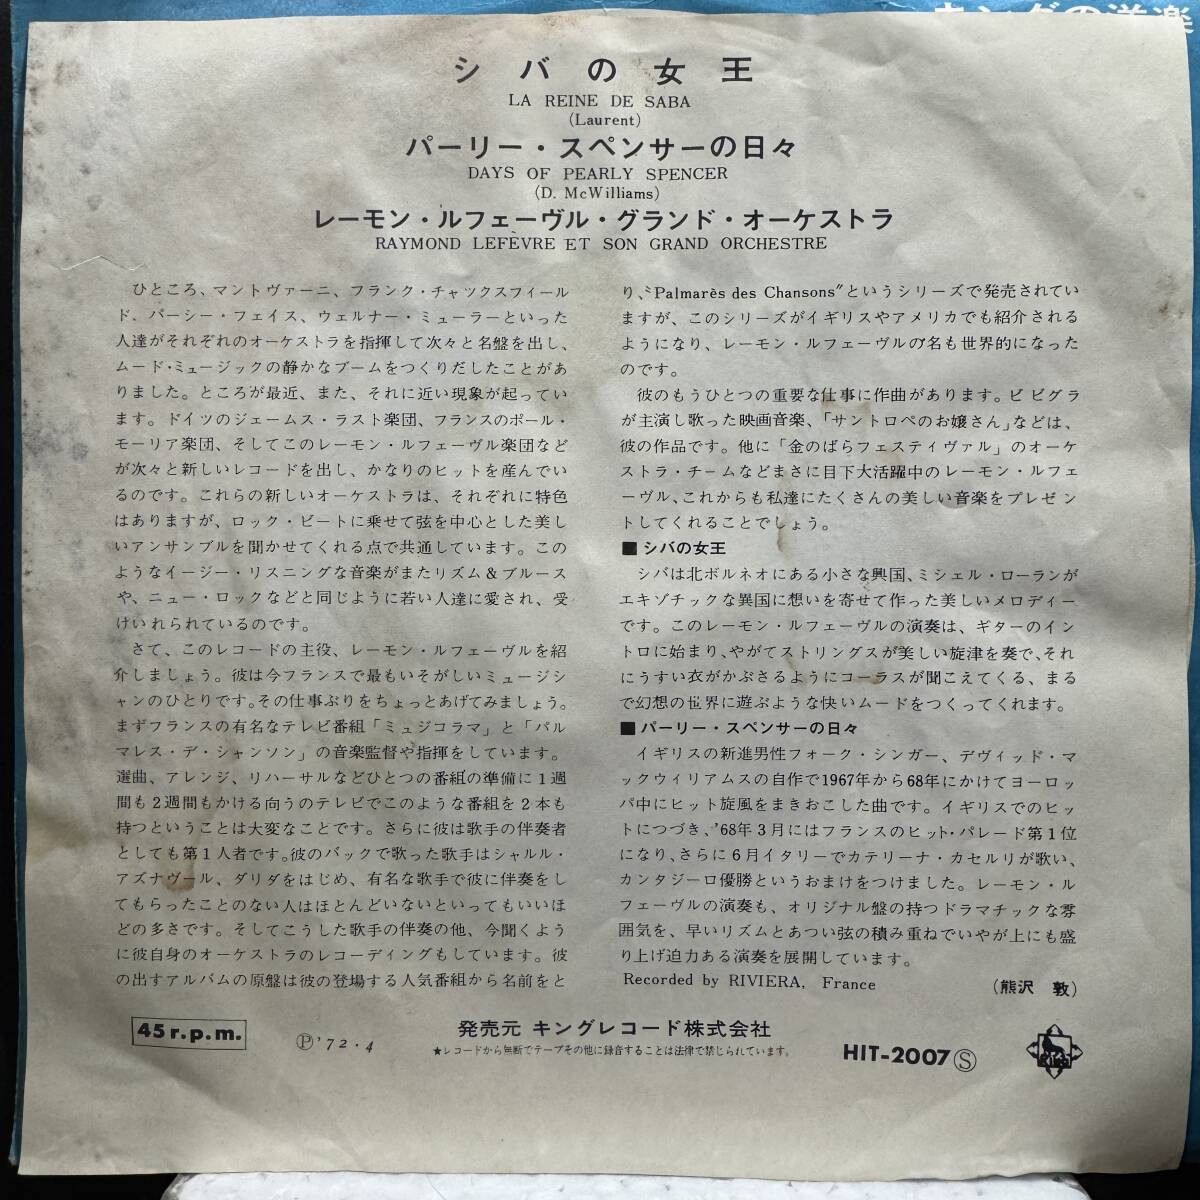 キングの洋楽
シバの女王
LA REINE DE SABA
(Laurent)
パーリー・スペンサーの日々
DAYS OF PEARLY SPENCER
(D. McWilliams)
レーモン・ルフェーヴル・グランド・オーケストラ
RAYMOND LEFÈVRE ET SON GRAND ORCHESTRE
ひところ、マントヴァーニ、フランク・チャックスフィール
ド、パーシー・フェイス、ウェルナー・ミューラーといった
人達がそれぞれのオーケストラを指揮して次々と名盤を出し、
ムード・ミュージックの静かなブームをつくりだしたことがあ
りました。ところが最近、また、それに近い現象が起ってい
ます。ドイツのジェームス・ラスト楽団、フランスのポール・
モーリア楽団、そしてこのレーモン・ルフェーヴル楽団など
が次々と新しいレコードを出し、かなりのヒットを産んでい
るのです。これらの新しいオーケストラは、それぞれに特色
はありますが、ロック・ビートに乗せて弦を中心とした美し
いアンサンブルを聞かせてくれる点で共通しています。この
ようなイージー・リスニングな音楽がまたリズム&ブルース
や、ニュー・ロックなどと同じように若い人達に愛され、受
けいれられているのです。
さて、このレコードの主役、レーモン・ルフェーヴルを紹
介しましょう。彼は今フランスで最もいそがしいミュージシ
ャンのひとりです。その仕事ぶりをちょっとあげてみましょう。
まずフランスの有名なテレビ番組「ミュジコラマ」と「パル
マレス・デ・シャンソン」の音楽監督や指揮をしています。
選曲、アレンジ、リハーサルなどひとつの番組の準備に1週
間も2週間もかける向うのテレビでこのような番組を2本も
持つということは大変なことです。さらに彼は歌手の伴奏者
としても第1人者です。彼のバックで歌った歌手はシャルル・
アズナヴール、ダリダをはじめ、有名な歌手で彼に伴奏をし
てもらったことのない人はほとんどいないといってもいいほ
どの多さです。そしてこうした歌手の伴奏の他、今聞くよう
に彼自身のオーケストラのレコーディングもしています。彼
の出すアルバムの原盤は彼の登場する人気番組から名前をと
り、"Palmarès des Chansons"というシリーズで発売されてい
ますが、このシリーズがイギリスやアメリカでも紹介される
ようになり、レーモン・ルフェーヴルの名も世界的になった
のです。
彼のもうひとつの重要な仕事に作曲があります。ビビグラ
が主演し歌った映画音楽、「サントロペのお嬢さん」などは、
彼の作品です。他に「金のばらフェスティヴァル」のオーケ
ストラ・チームなどまさに目下大活躍中のレーモン・ルフェ
ーヴル、これからも私達にたくさんの美しい音楽をプレゼン
トしてくれることでしょう。
■シバの女王
シバは北ボルネオにある小さな興国、ミシェル・ローランが
エキゾチックな異国に想いを寄せて作った美しいメロディー
です。このレーモン・ルフェーヴルの演奏は、ギターのイン
トロに始まり、やがてストリングスが美しい旋津を奏で、それ
にうすい衣がかぶさるようにコーラスが聞こえてくる、まる
で幻想の世界に遊ぶような快いムードをつくってくれます。
■パーリー・スペンサーの日々
イギリスの新進男性フォーク・シンガー、デヴィッド・マ
ックウィリアムスの自作で1967年から68年にかけてヨーロッ
パ中にヒット旋風をまきおこした曲です。イギリスでのヒッ
トにつづき、'68年3月にはフランスのヒット・パレード第1位
になり、さらに6月イタリーでカテリーナ・カセルリが歌い、
カンタジーロ優勝というおまけをつけました。レーモン・ル
フェーヴルの演奏も、オリジナル盤の持つドラマチックな雰
囲気を、早いリズムとあつい弦の積み重ねでいやが上にも盛
り上げ迫力ある演奏を展開しています。
Recorded by RIVIERA, France
(熊沢 敦)
45 r.p.m.
Ⓟ'72・4
発売元 キングレコード株式会社
★レコードから無断でテープその他に録音することは法律で禁じられています。
HIT-2007Ⓢ
King